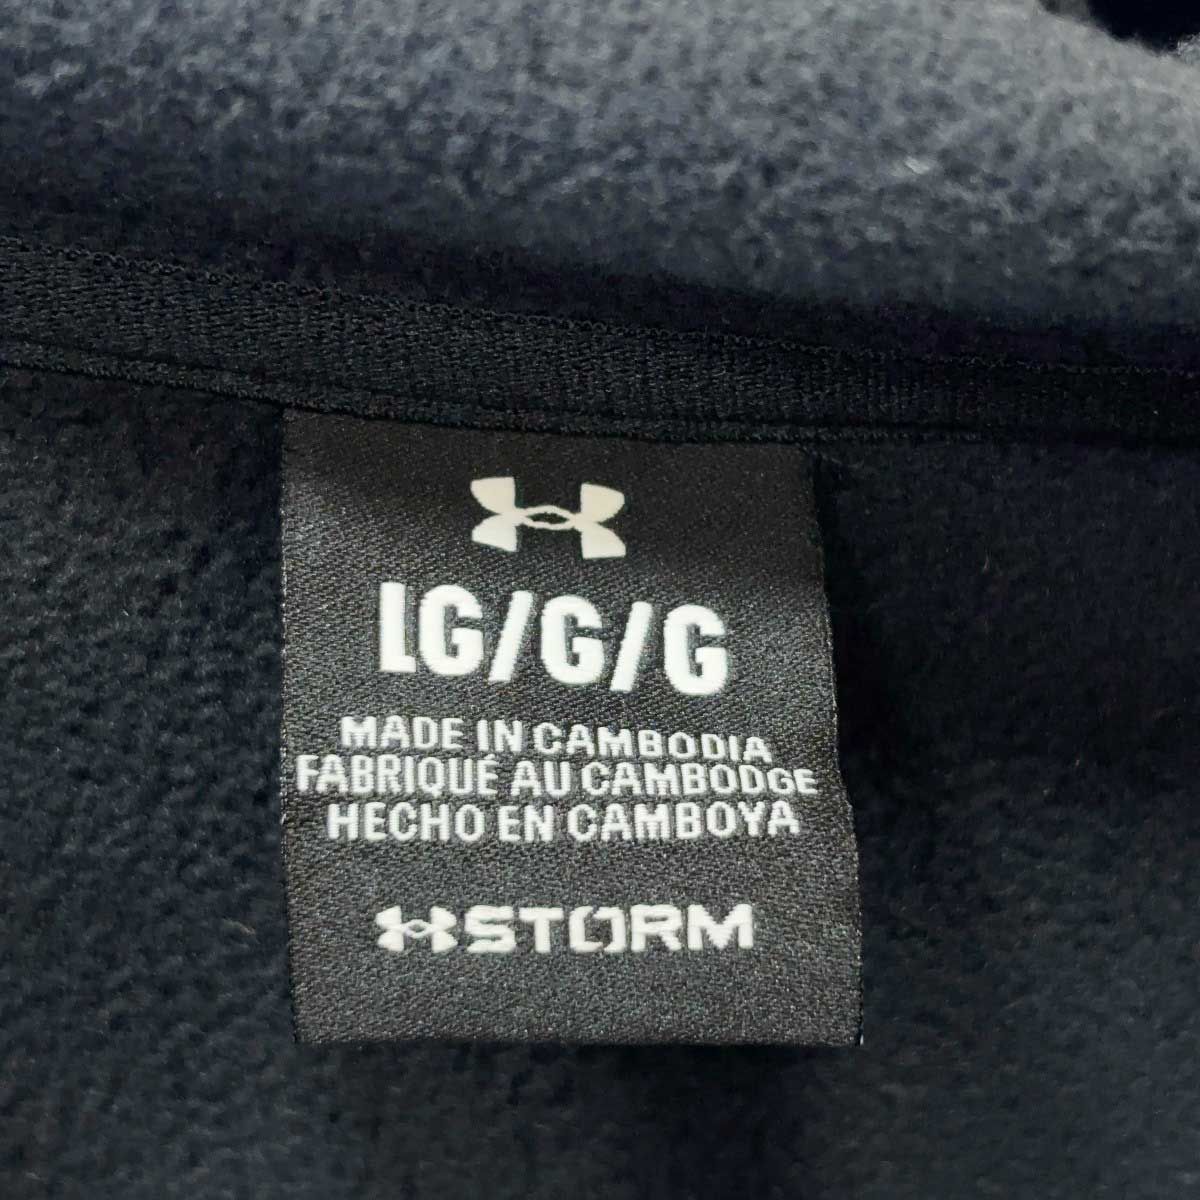 LG/G/G
MADE IN CAMBODIA
FABRIQUÉ AU CAMBODGE
HECHO EN CAMBOYA
STORM